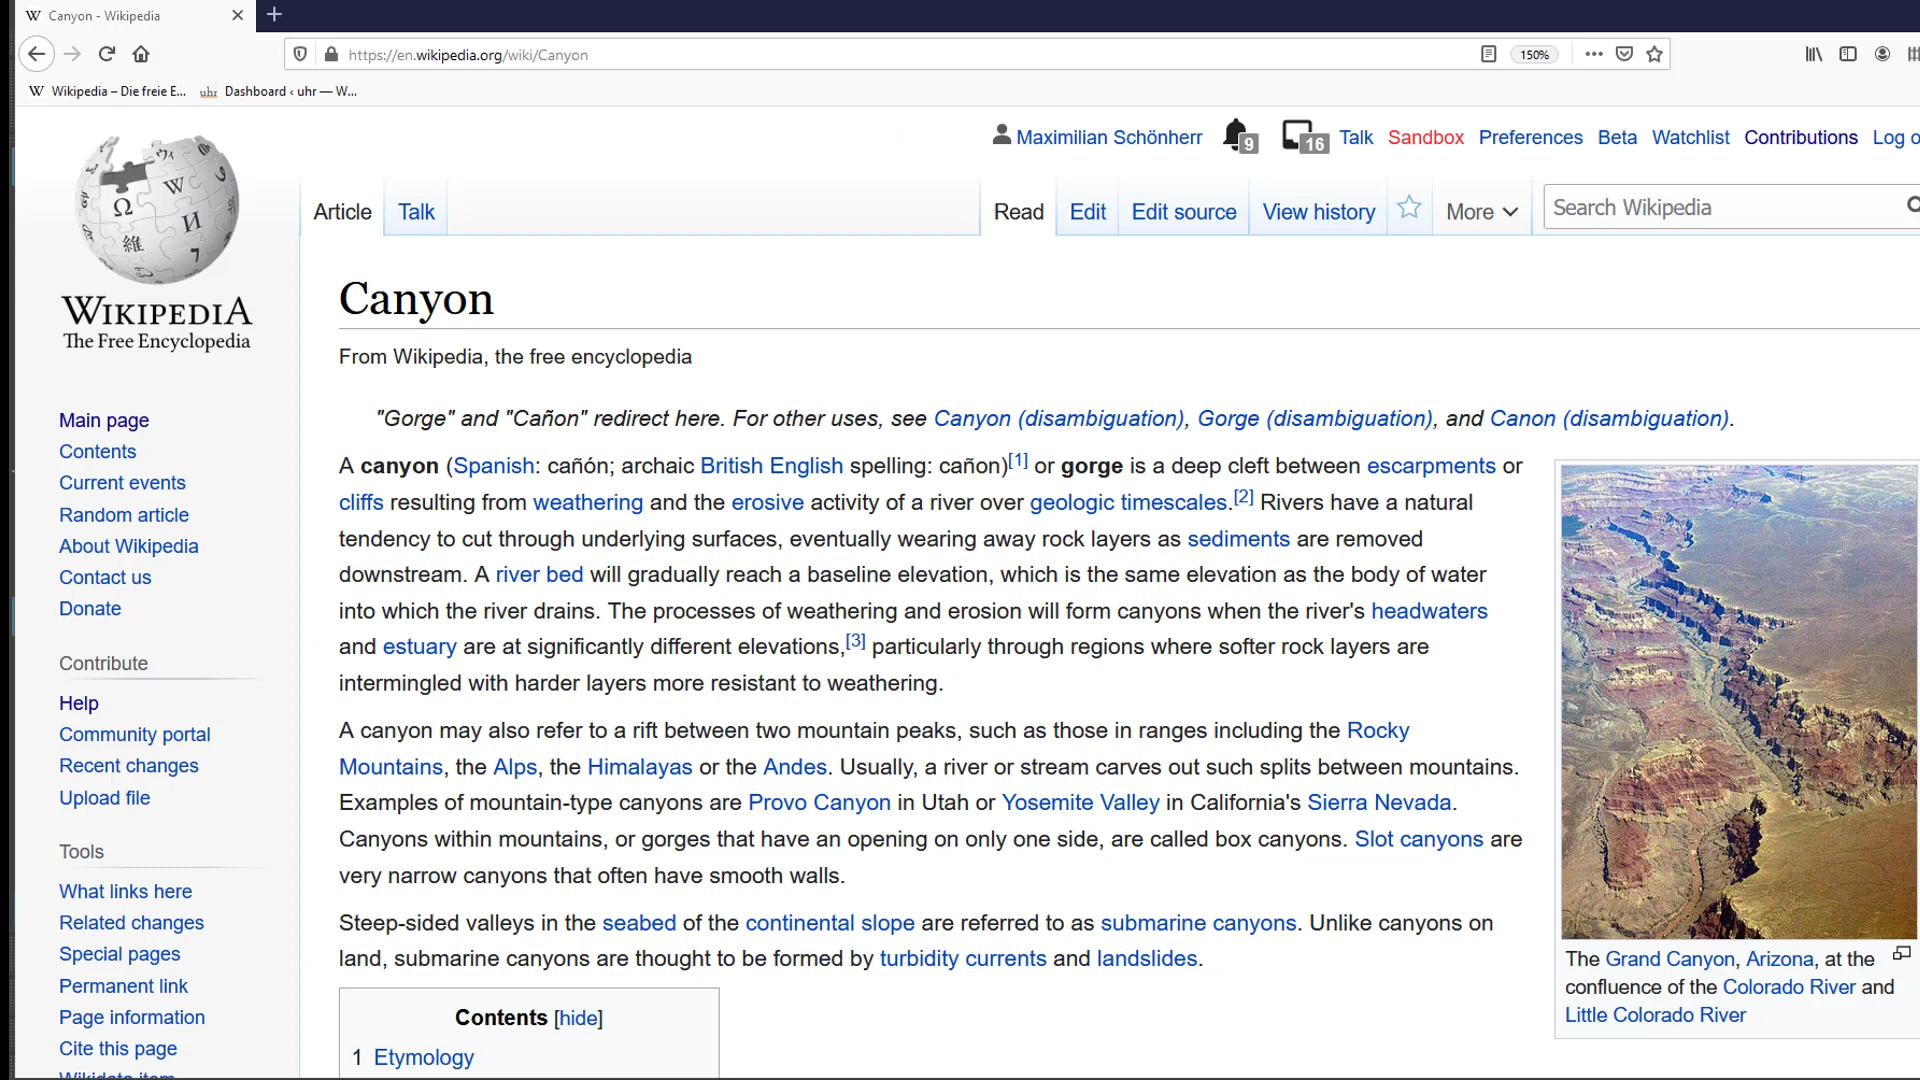 Canyon - Wikipedia
https://en.wikipedia.org/wiki/Canyon
150%
Wikipedia – Die freie E...
uhr Dashboard ‹ uhr — W...
Maximilian Schönherr 9 16 Talk Sandbox Preferences Beta Watchlist Contributions Log o
Article Talk Read Edit Edit source View history More Search Wikipedia
WIKIPEDIA
The Free Encyclopedia
Main page
Contents
Current events
Random article
About Wikipedia
Contact us
Donate
Contribute
Help
Community portal
Recent changes
Upload file
Tools
What links here
Related changes
Special pages
Permanent link
Page information
Cite this page
Wikidata item
Canyon
From Wikipedia, the free encyclopedia
"Gorge" and "Cañon" redirect here. For other uses, see Canyon (disambiguation), Gorge (disambiguation), and Canon (disambiguation).
A canyon (Spanish: cañón; archaic British English spelling: cañon)[1] or gorge is a deep cleft between escarpments or
cliffs resulting from weathering and the erosive activity of a river over geologic timescales.[2] Rivers have a natural
tendency to cut through underlying surfaces, eventually wearing away rock layers as sediments are removed
downstream. A river bed will gradually reach a baseline elevation, which is the same elevation as the body of water
into which the river drains. The processes of weathering and erosion will form canyons when the river's headwaters
and estuary are at significantly different elevations,[3] particularly through regions where softer rock layers are
intermingled with harder layers more resistant to weathering.
A canyon may also refer to a rift between two mountain peaks, such as those in ranges including the Rocky
Mountains, the Alps, the Himalayas or the Andes. Usually, a river or stream carves out such splits between mountains.
Examples of mountain-type canyons are Provo Canyon in Utah or Yosemite Valley in California's Sierra Nevada.
Canyons within mountains, or gorges that have an opening on only one side, are called box canyons. Slot canyons are
very narrow canyons that often have smooth walls.
Steep-sided valleys in the seabed of the continental slope are referred to as submarine canyons. Unlike canyons on
land, submarine canyons are thought to be formed by turbidity currents and landslides.
Contents [hide]
1 Etymology
The Grand Canyon, Arizona, at the
confluence of the Colorado River and
Little Colorado River